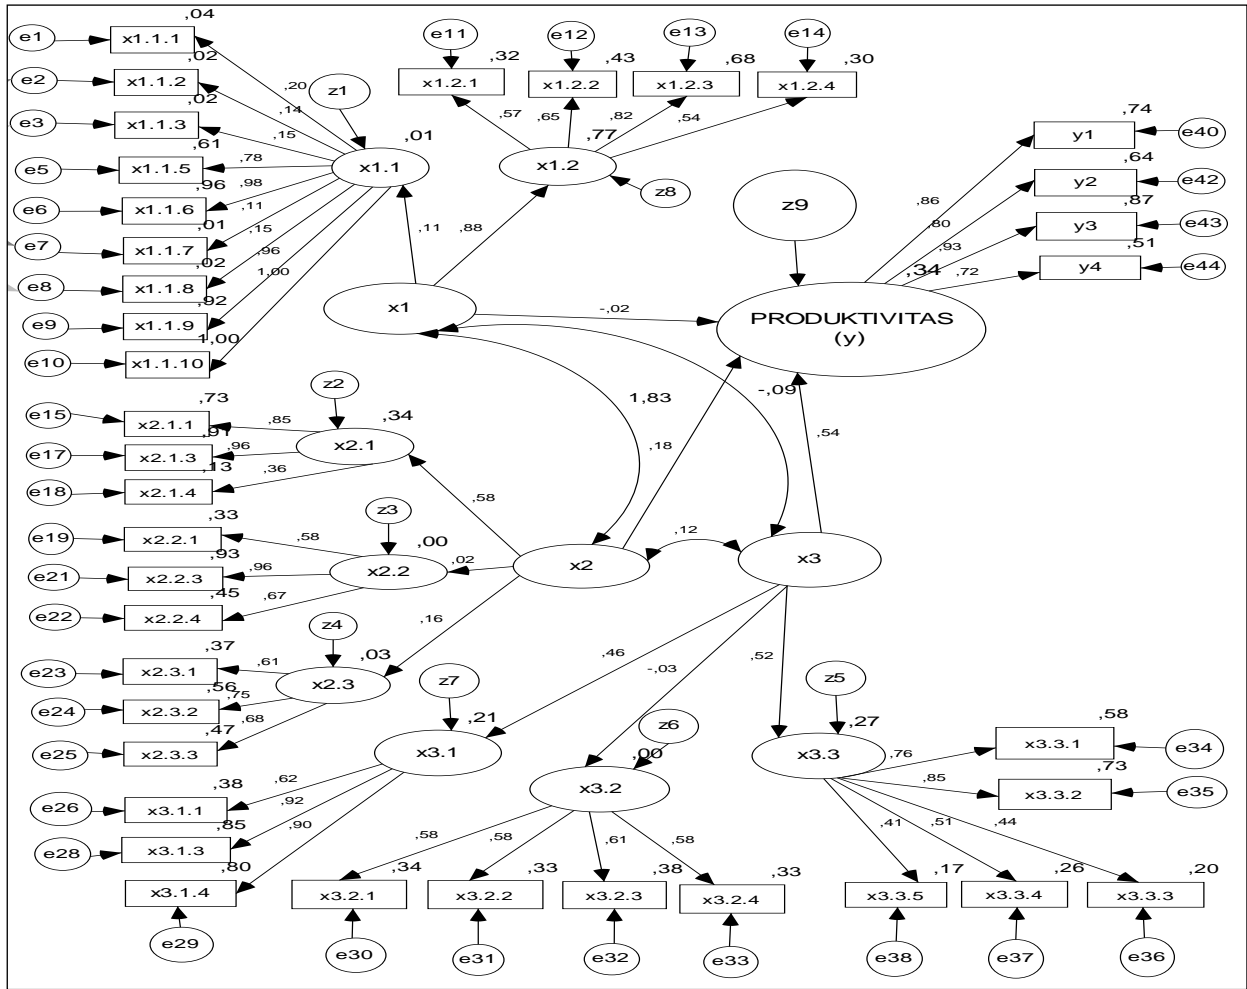 ,04
e1
x1.1.1
,02
e2
x1.1.2
,02
e3
x1.1.3
,61
e5
x1.1.5
,96
e6
x1.1.6
,01
e7
x1.1.7
,02
e8
x1.1.8
,92
e9
x1.1.9
1,00
e10
x1.1.10
,20
,14
,15
,78
,98
,11
,15
,96
1,00
z1
,01
x1.1
e11
e12
e13
e14
,32
,43
,68
,30
x1.2.1
x1.2.2
x1.2.3
x1.2.4
,57
,65
,82
,54
,77
x1.2
z8
,11
,88
x1
-,02
z9
,74
y1
e40
,64
y2
e42
,87
y3
e43
,51
y4
e44
,86
,80
,93
,72
,34
PRODUKTIVITAS
(y)
1,83
-,09
,18
,54
,12
x2
x3
z2
,73
e15
x2.1.1
,91
e17
x2.1.3
,13
e18
x2.1.4
,85
,96
,36
,34
x2.1
,58
z3
,33
e19
x2.2.1
,93
e21
x2.2.3
,45
e22
x2.2.4
,58
,96
,67
,00
x2.2
,02
z4
,37
e23
x2.3.1
,56
e24
x2.3.2
,47
e25
x2.3.3
,61
,75
,68
,03
x2.3
,16
,46
-,03
,52
z7
,21
x3.1
,38
e26
x3.1.1
,85
e28
x3.1.3
,80
x3.1.4
e29
,62
,92
,90
z6
,00
x3.2
,58
,58
,61
,58
,34
,33
,38
,33
x3.2.1
x3.2.2
x3.2.3
x3.2.4
e30
e31
e32
e33
z5
,27
x3.3
,58
x3.3.1
e34
,73
x3.3.2
e35
,76
,85
,41
,51
,44
,17
,26
,20
x3.3.5
x3.3.4
x3.3.3
e38
e37
e36